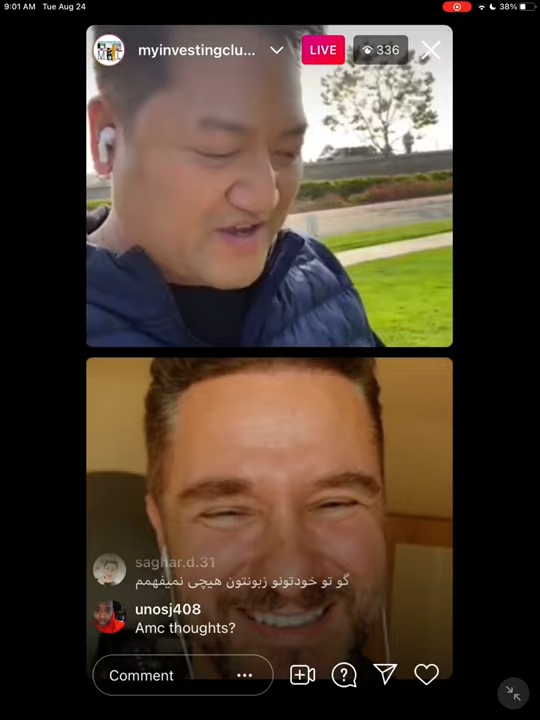 9:01 AM Tue Aug 24
38%
myinvestingclu...
LIVE
336
saghar.d.31
گو تو خودتونو زبونتون هیچی نمیفهمم
unosj408
Amc thoughts?
Comment